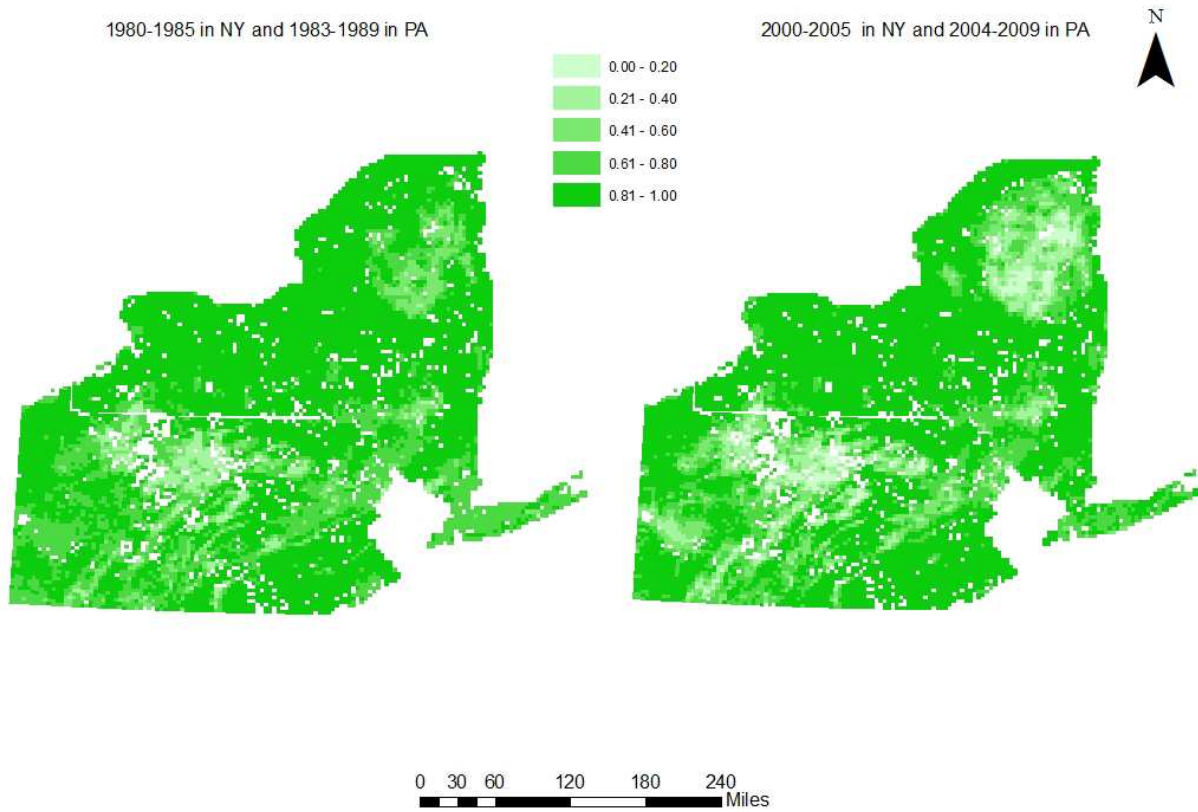 1980-1985 in NY and 1983-1989 in PA
2000-2005 in NY and 2004-2009 in PA
N
0.00 - 0.20
0.21 - 0.40
0.41 - 0.60
0.61 - 0.80
0.81 - 1.00
0 30 60 120 180 240
Miles